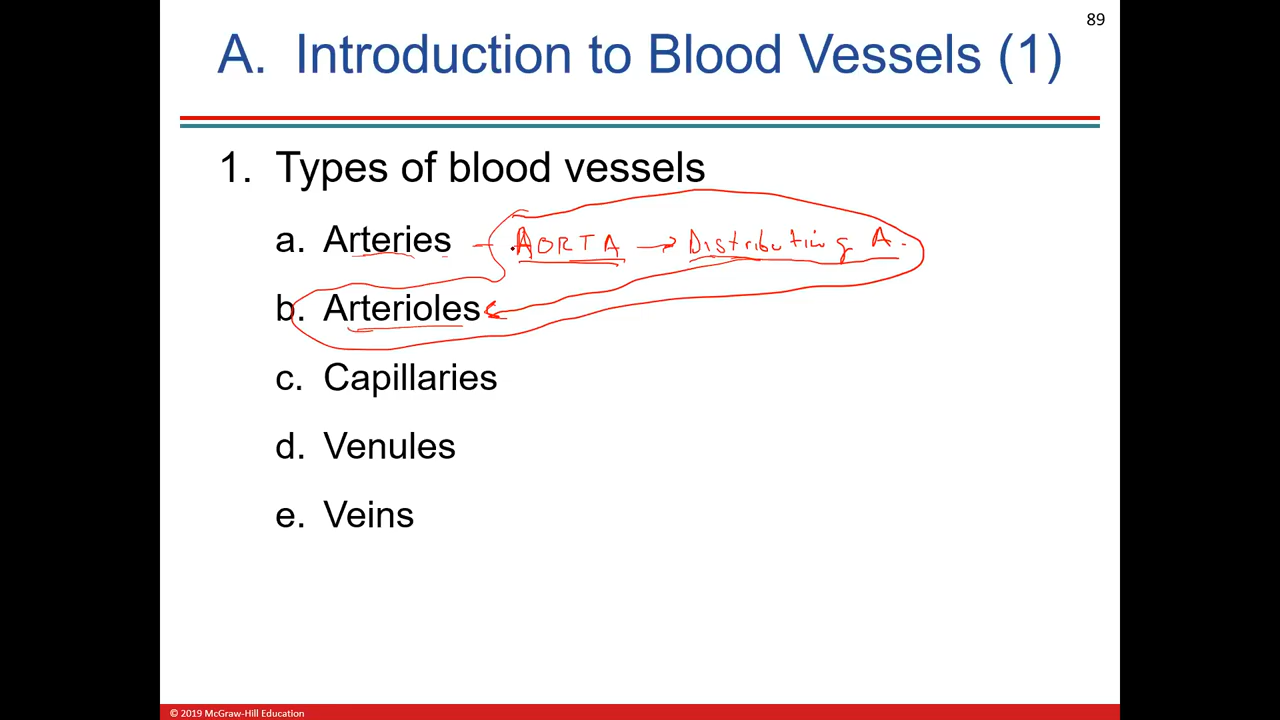 89
A. Introduction to Blood Vessels (1)
1. Types of blood vessels
a. Arteries - AORTA → Distributing A.
b. Arterioles
c. Capillaries
d. Venules
e. Veins
© 2019 McGraw-Hill Education